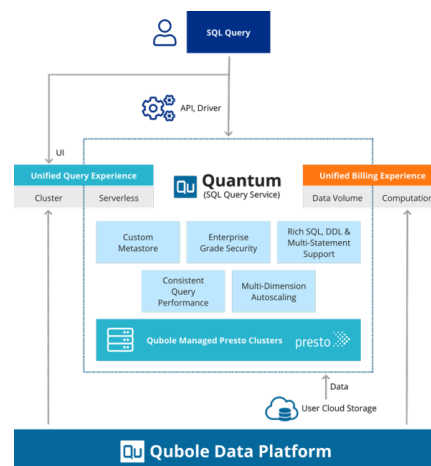 SQL Query
API, Driver
UI
Unified Query Experience
Cluster
Serverless
Qu Quantum
(SQL Query Service)
Unified Billing Experience
Data Volume
Computation
Custom
Metastore
Enterprise
Grade Security
Rich SQL, DDL &
Multi-Statement
Support
Consistent
Query
Performance
Multi-Dimension
Autoscaling
Qubole Managed Presto Clusters
presto
Data
User Cloud Storage
Qu Qubole Data Platform